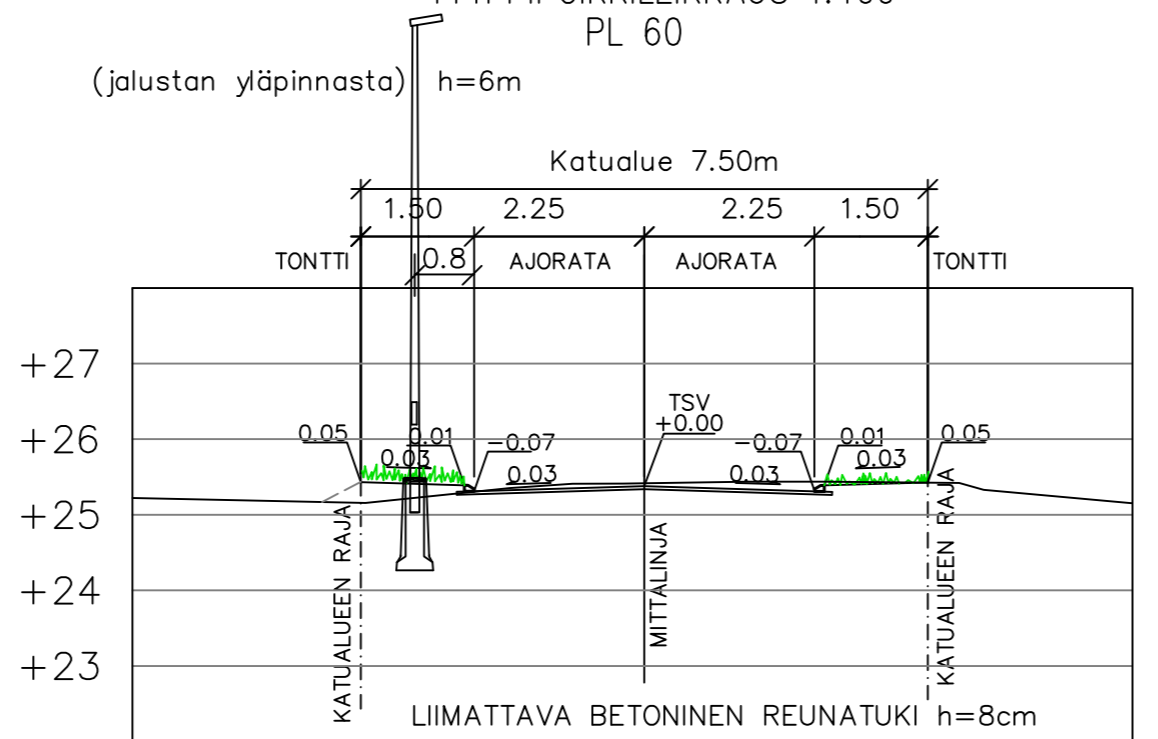 PL 60
(jalustan yläpinnasta) h=6m
Katualue 7.50m
1.50 2.25 2.25 1.50
TONTTI 0.8 AJORATA AJORATA TONTTI
+27
TSV
+0.00
+26
0.05 0.01 -0.07 -0.07 0.01 0.05
0.03 0.03 0.03 0.03
+25
+24
+23
KATUALUEEN RAJA
MITTALINJA
KATUALUEEN RAJA
LIIMATTAVA BETONINEN REUNATUKI h=8cm